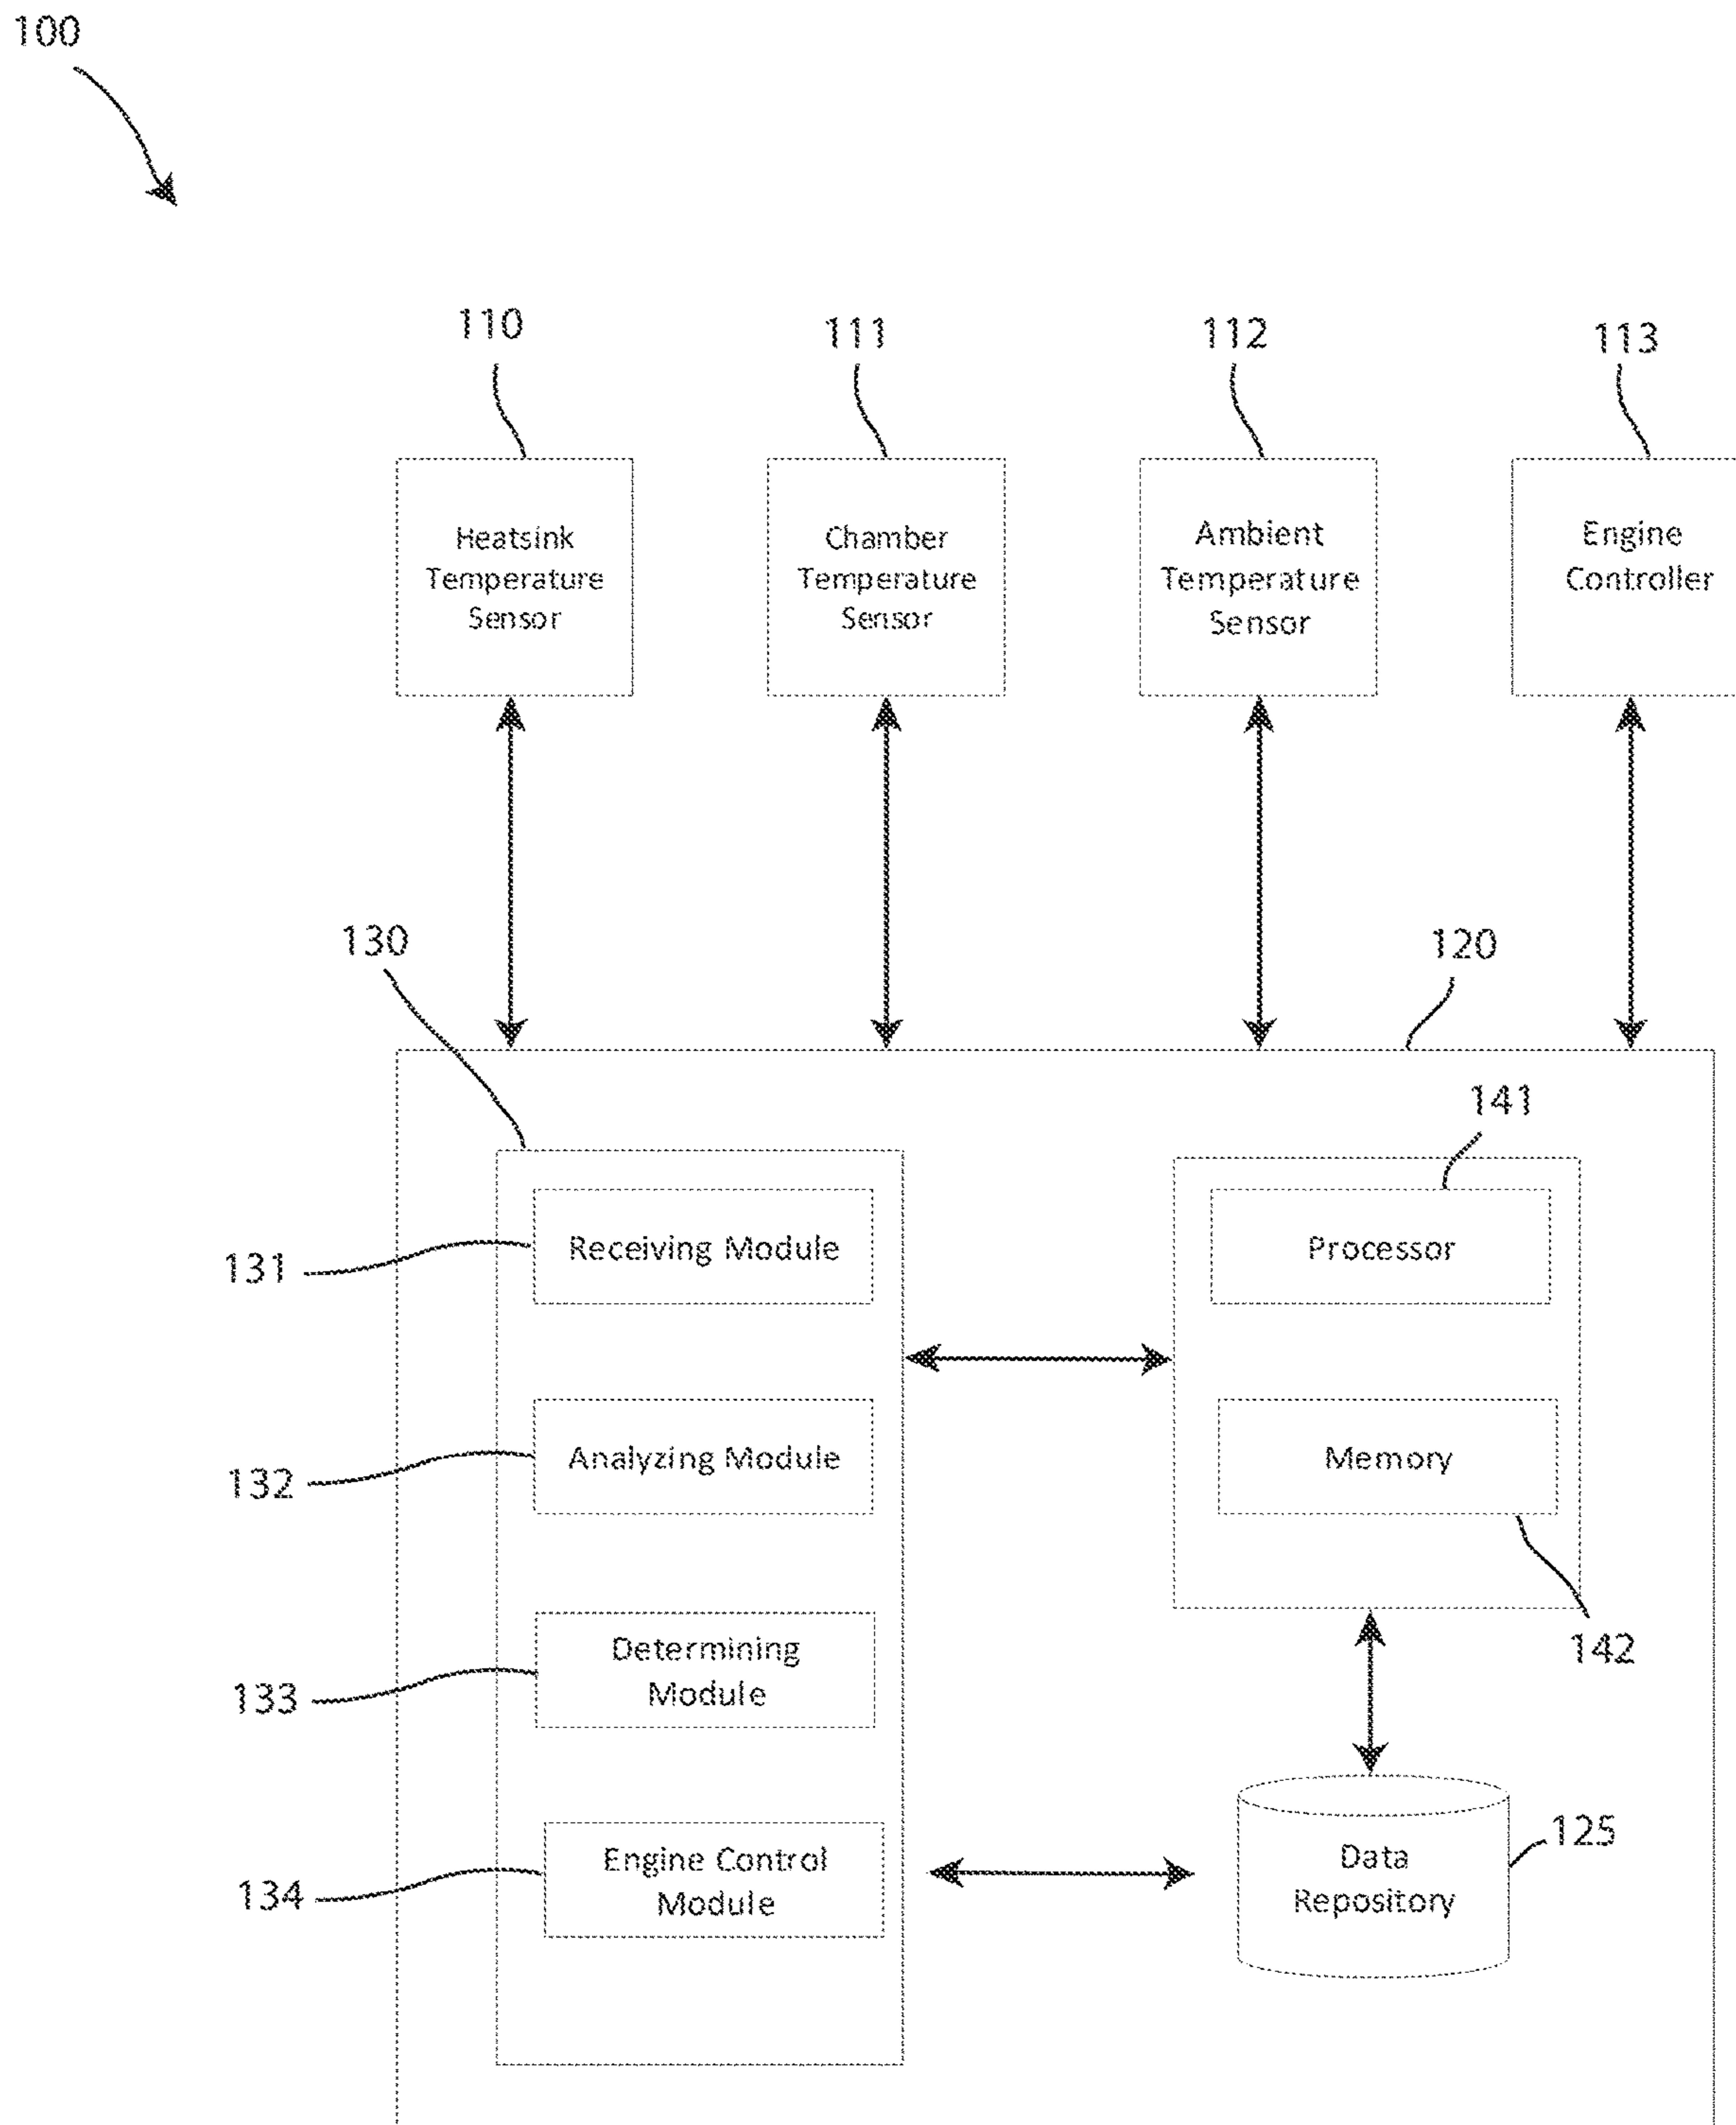 100
110
111
112
113
Heatsink
Temperature
Sensor
Chamber
Temperature
Sensor
Ambient
Temperature
Sensor
Engine
Controller
130
120
141
131
Receiving Module
Processor
132
Analyzing Module
Memory
142
133
Determining
Module
134
Engine Control
Module
Data
Repository
125